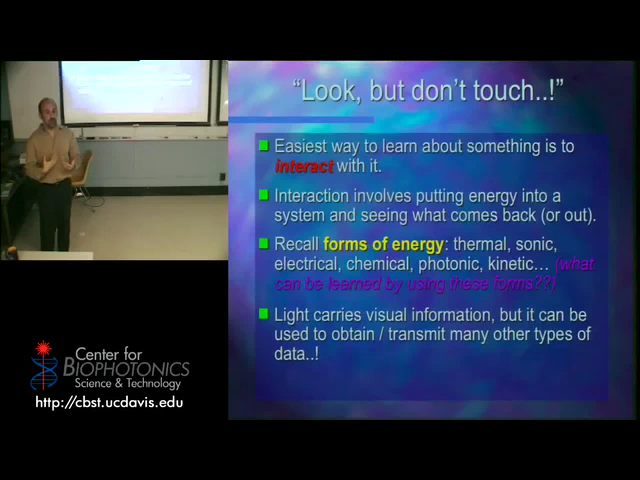 “Look, but don’t touch..!”
Easiest way to learn about something is to
interact with it.
Interaction involves putting energy into a
system and seeing what comes back (or out).
Recall forms of energy: thermal, sonic,
electrical, chemical, photonic, kinetic… (what
can be learned by using these forms??)
Light carries visual information, but it can be
used to obtain / transmit many other types of
data..!
Center for
BIOPHOTONICS
Science & Technology
http://cbst.ucdavis.edu